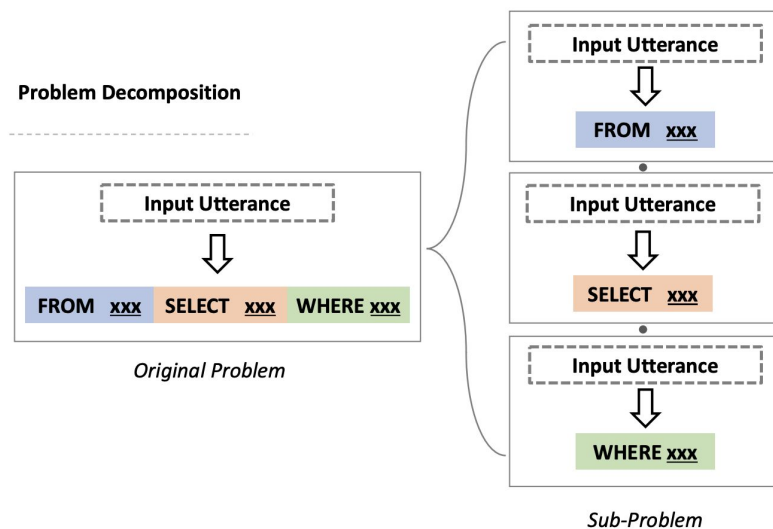 Problem Decomposition
Input Utterance
FROM xxx SELECT xxx WHERE xxx
Original Problem
Input Utterance
FROM xxx
Input Utterance
SELECT xxx
Input Utterance
WHERE xxx
Sub-Problem